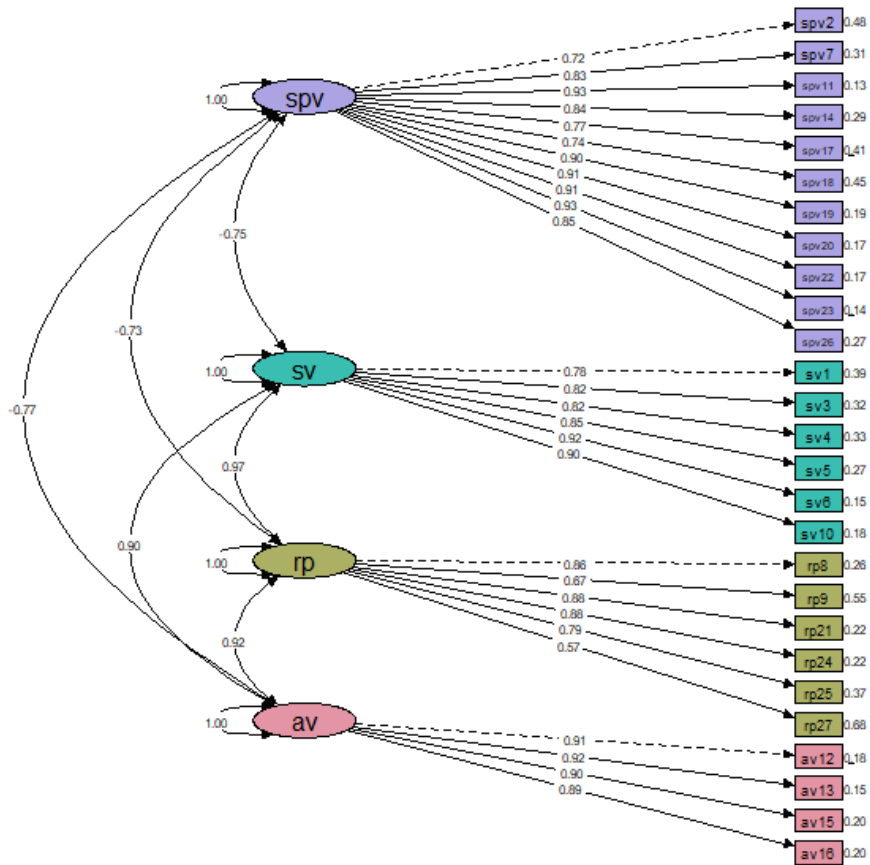 spv2 0.48
0.72
spv7 0.31
0.83
spv11 0.13
0.93
1.00 spv
0.84
spv14 0.29
0.77
spv17 0.41
0.74
spv18 0.45
0.90
spv19 0.19
0.91
spv20 0.17
0.91
0.93
0.85
-0.75
spv22 0.17
spv23 0.14
-0.73
spv26 0.27
1.00 sv
0.78
sv1 0.39
0.82
sv3 0.32
0.82
-0.77
sv4 0.33
0.85
0.92
0.90
sv5 0.27
0.97
sv6 0.15
sv10 0.18
0.90
1.00 rp
0.86
rp8 0.26
0.67
rp9 0.55
0.88
0.88
rp21 0.22
0.79
0.57
0.92
rp24 0.22
rp25 0.37
1.00 av
rp27 0.68
0.91
av12 0.18
0.92
0.90
av13 0.15
0.89
av15 0.20
av16 0.20